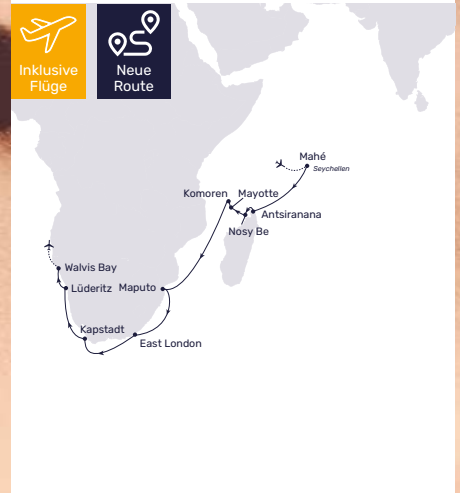 Inklusive
Flüge
Neue
Route
Mahé
Seychellen
Komoren
Mayotte
Antsiranana
Nosy Be
Walvis Bay
Lüderitz
Maputo
Kapstadt
East London